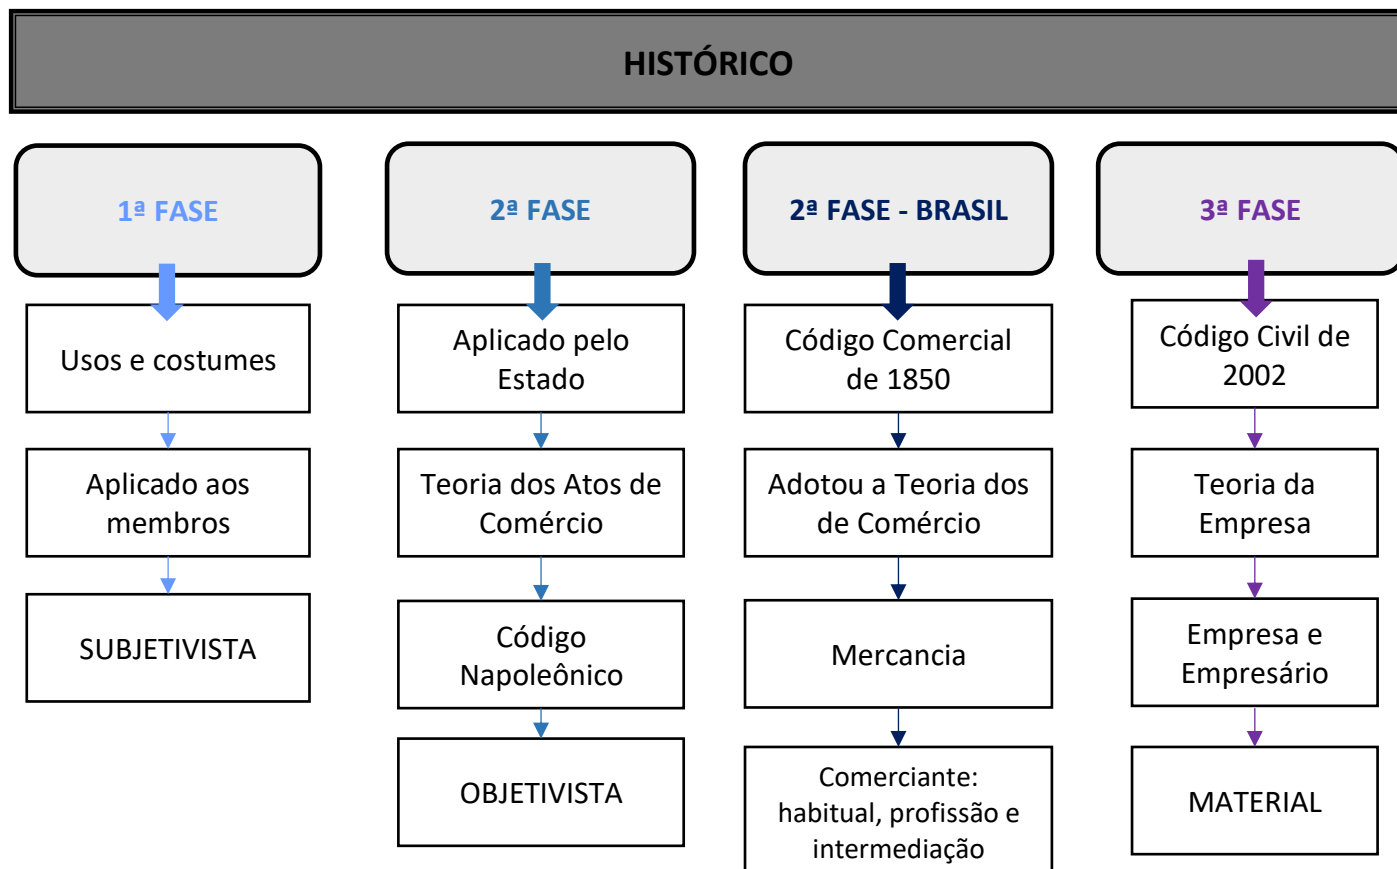 HISTÓRICO
1ª FASE
Usos e costumes
Aplicado aos
membros
SUBJETIVISTA
2ª FASE
Aplicado pelo
Estado
Teoria dos Atos de
Comércio
Código
Napoleônico
OBJETIVISTA
2ª FASE - BRASIL
Código Comercial
de 1850
Adotou a Teoria dos
de Comércio
Mercancia
Comerciante:
habitual, profissão e
intermediação
3ª FASE
Código Civil de
2002
Teoria da
Empresa
Empresa e
Empresário
MATERIAL